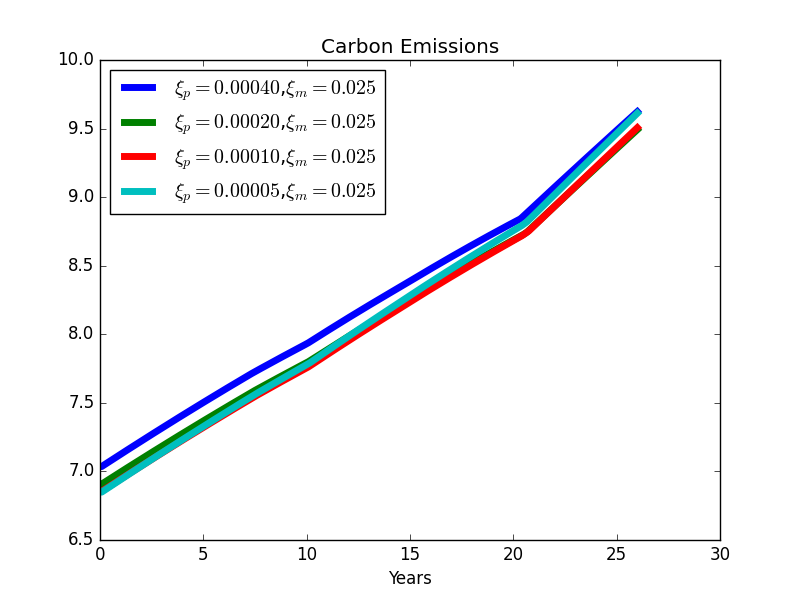 Carbon Emissions
10.0
9.5
9.0
8.5
8.0
7.5
7.0
6.5
ξₚ = 0.00040, ξₘ = 0.025
ξₚ = 0.00020, ξₘ = 0.025
ξₚ = 0.00010, ξₘ = 0.025
ξₚ = 0.00005, ξₘ = 0.025
0 5 10 15 20 25 30
Years